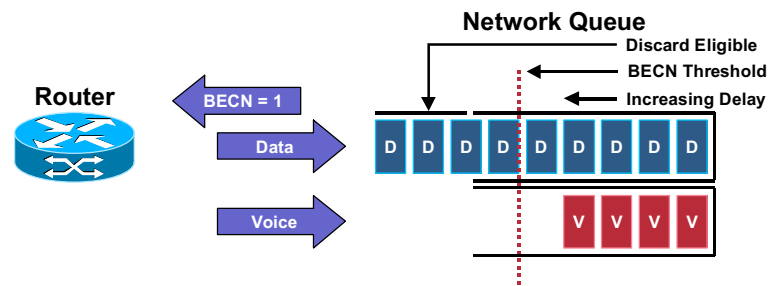 Network Queue
Discard Eligible
BECN Threshold
Increasing Delay
Router
BECN = 1
Data
Voice
D D D D D D D D D
V V V V